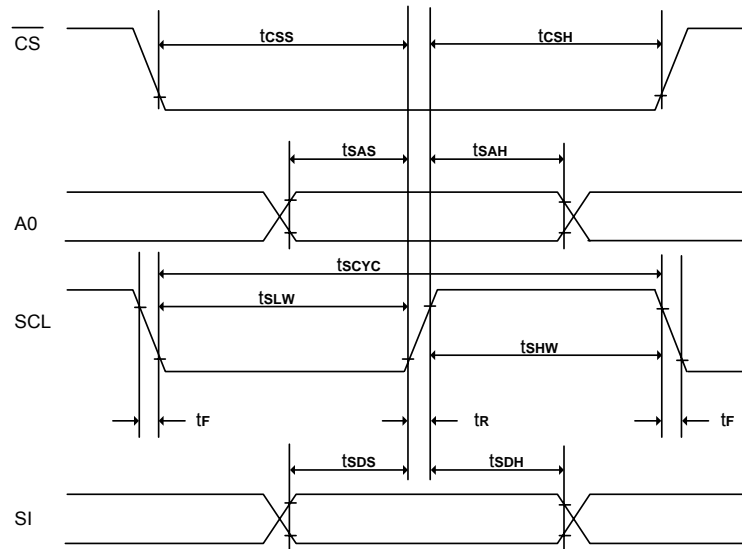 CS
tCSS
tCSH
tSAS
tSAH
A0
tSCYC
tSLW
SCL
tSHW
tF
tR
tF
tSDS
tSDH
SI